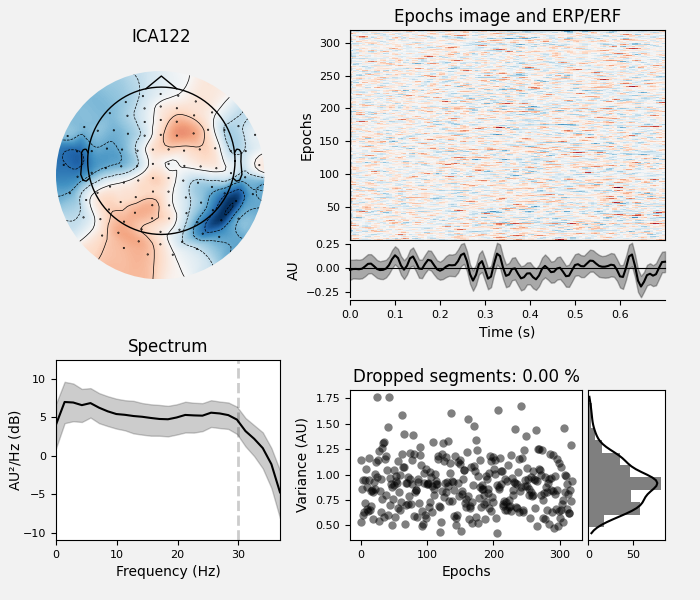 ICA122
Epochs image and ERP/ERF
Epochs
300
250
200
150
100
50
AU
0.25
0.00
−0.25
0.0 0.1 0.2 0.3 0.4 0.5 0.6
Time (s)
Spectrum
AU²/Hz (dB)
10
5
0
−5
−10
0 10 20 30
Frequency (Hz)
Dropped segments: 0.00 %
Variance (AU)
1.75
1.50
1.25
1.00
0.75
0.50
0 100 200 300
Epochs
0 50